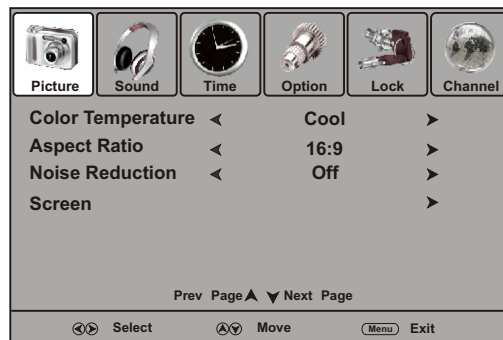 Picture Sound Time Option Lock Channel
Color Temperature Cool
Aspect Ratio 16:9
Noise Reduction Off
Screen
Prev Page Next Page
Select Move Menu Exit